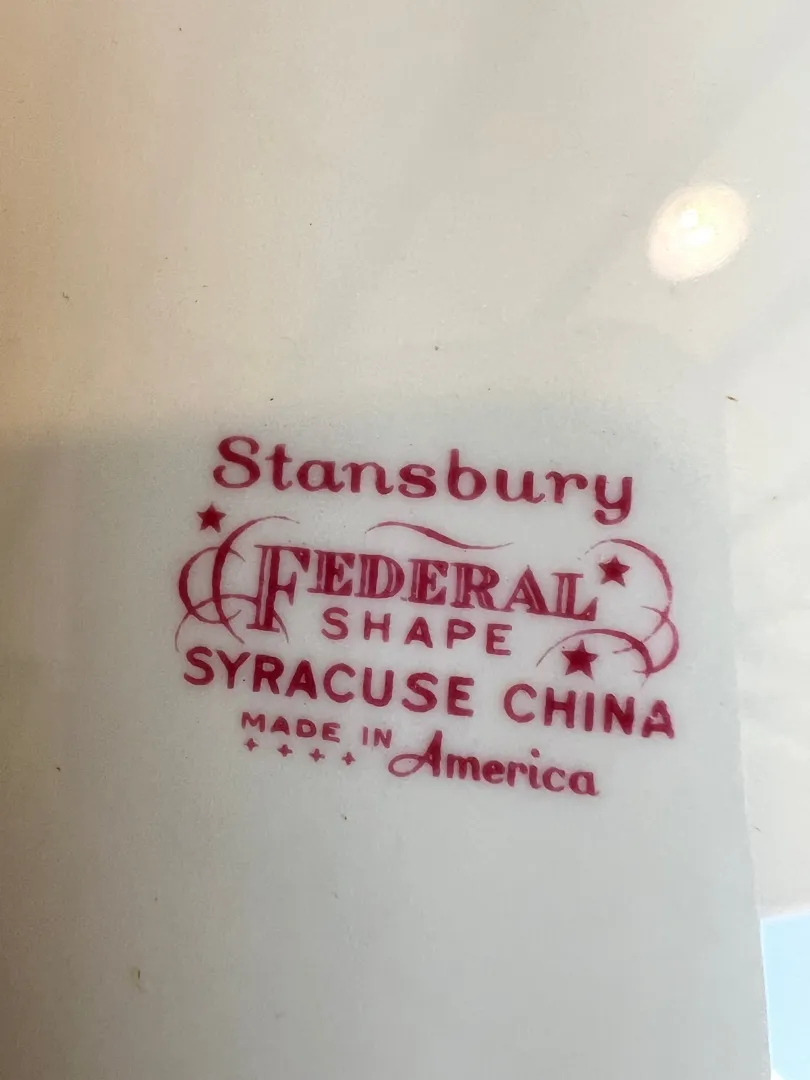 Stansbury
FEDERAL
SHAPE
SYRACUSE CHINA
MADE IN America